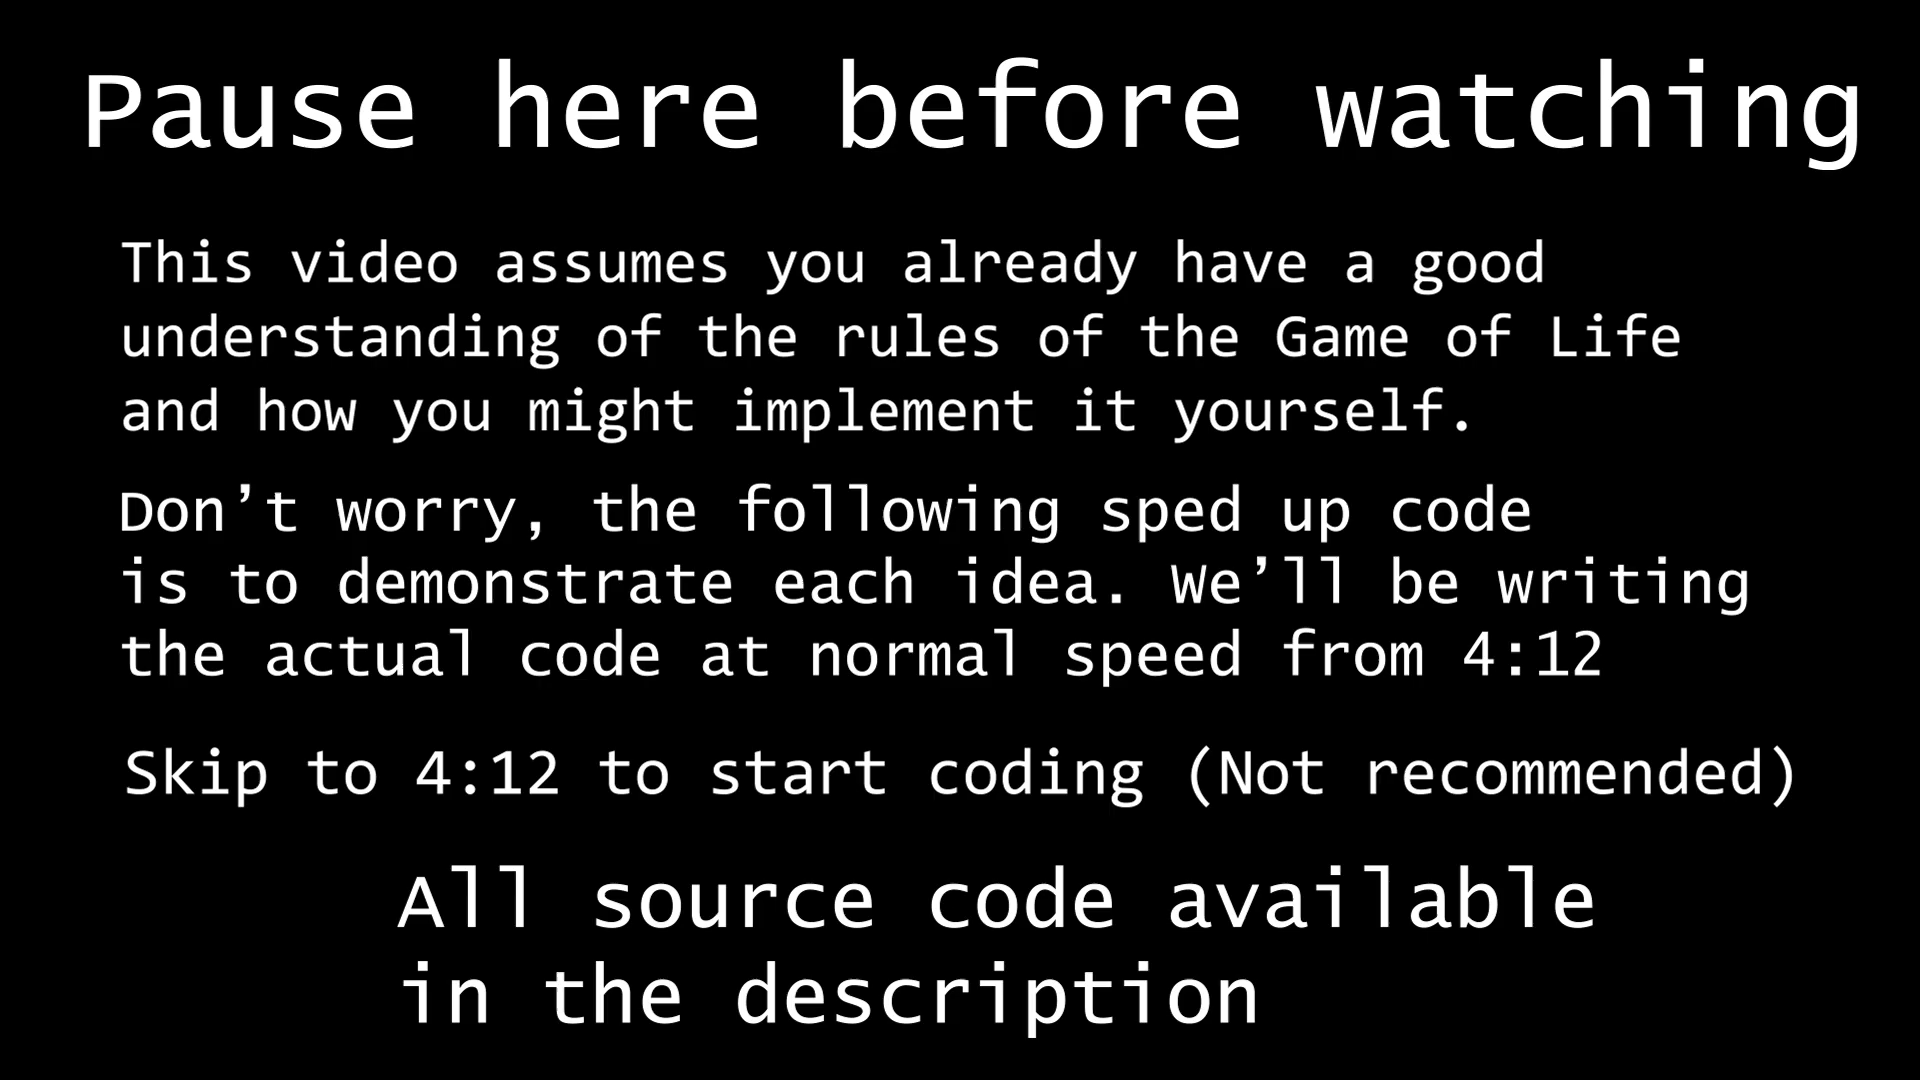 Pause here before watching
This video assumes you already have a good
understanding of the rules of the Game of Life
and how you might implement it yourself.
Don’t worry, the following sped up code
is to demonstrate each idea. We’ll be writing
the actual code at normal speed from 4:12
Skip to 4:12 to start coding (Not recommended)
All source code available
in the description